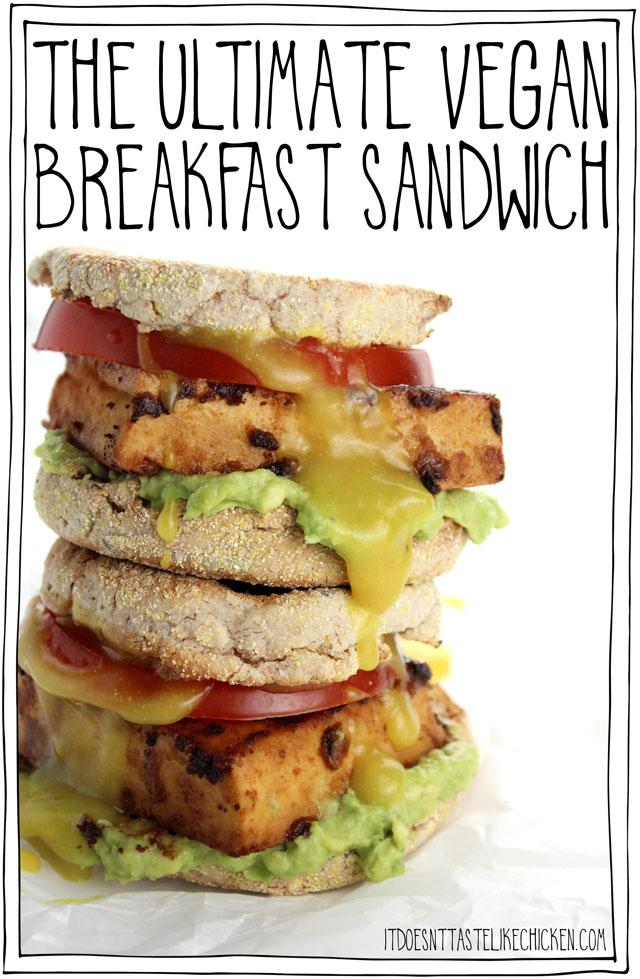 THE ULTIMATE VEGAN
BREAKFAST SANDWICH
ITDOESNTTASTELIKECHICKEN.COM